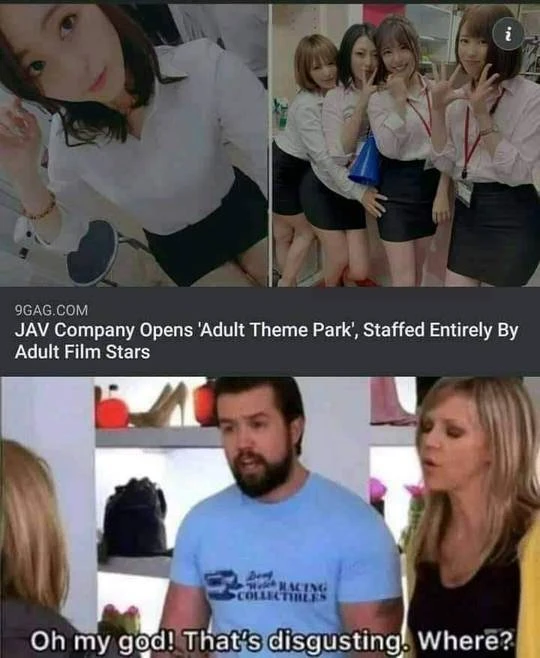 i
9GAG.COM
JAV Company Opens 'Adult Theme Park', Staffed Entirely By
Adult Film Stars
RACING
COLLECTIBLES
Oh my god! That's disgusting. Where?